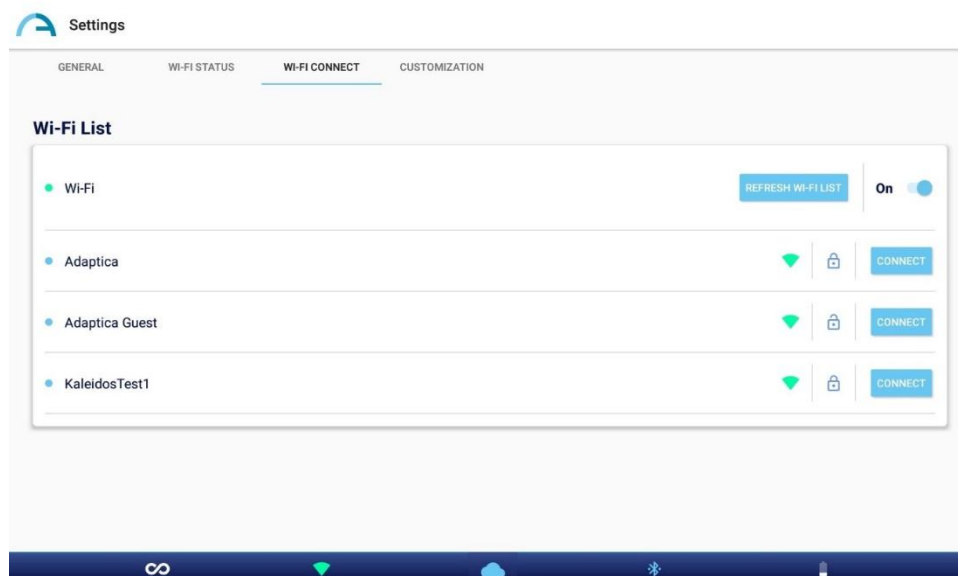 Settings
GENERAL WI-FI STATUS WI-FI CONNECT CUSTOMIZATION
Wi-Fi List
Wi-Fi REFRESH WI-FI LIST On
Adaptica CONNECT
Adaptica Guest CONNECT
KaleidosTest1 CONNECT